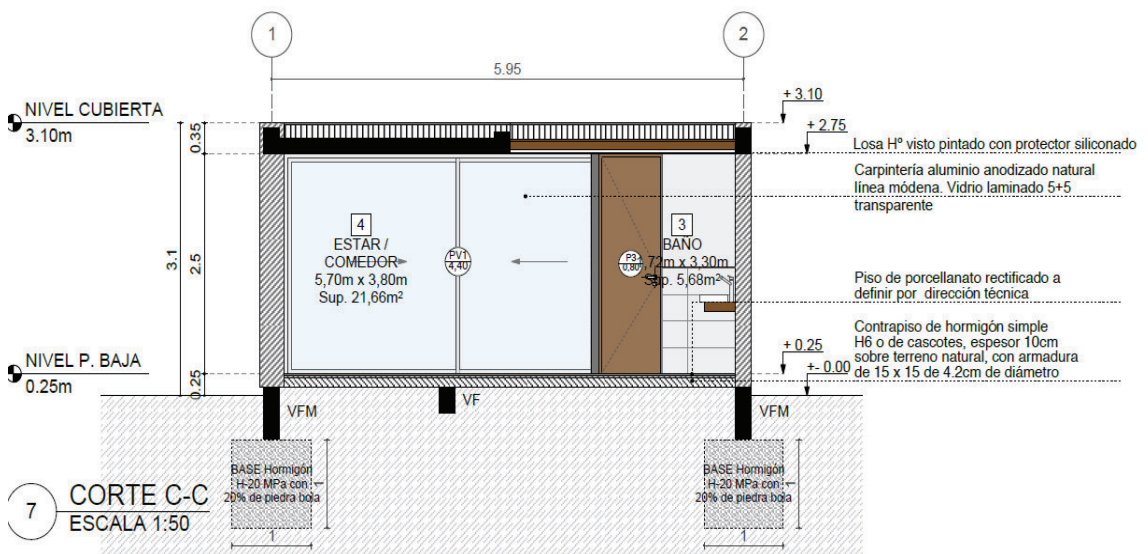 1
2
5.95
NIVEL CUBIERTA
3.10m
+ 3.10
+ 2.75
0.35
Losa Hº visto pintado con protector siliconado
Carpintería aluminio anodizado natural
línea módena. Vidrio laminado 5+5
transparente
3.1
2.5
4
ESTAR /
COMEDOR
5,70m x 3,80m
Sup. 21,66m²
PV1
4,40
P3
0,80
3
BAÑO
,72m x 3,30m
Sup. 5,68m²
Piso de porcellanato rectificado a
definir por dirección técnica
Contrapiso de hormigón simple
H6 o de cascotes, espesor 10cm
sobre terreno natural, con armadura
de 15 x 15 de 4.2cm de diámetro
NIVEL P. BAJA
0.25m
0.25
+ 0.25
+- 0.00
VFM
VF
VFM
BASE Hormigón
H-20 MPa con
20% de piedra bola
1
1
BASE Hormigón
H-20 MPa con
20% de piedra bola
1
1
7
CORTE C-C
ESCALA 1:50